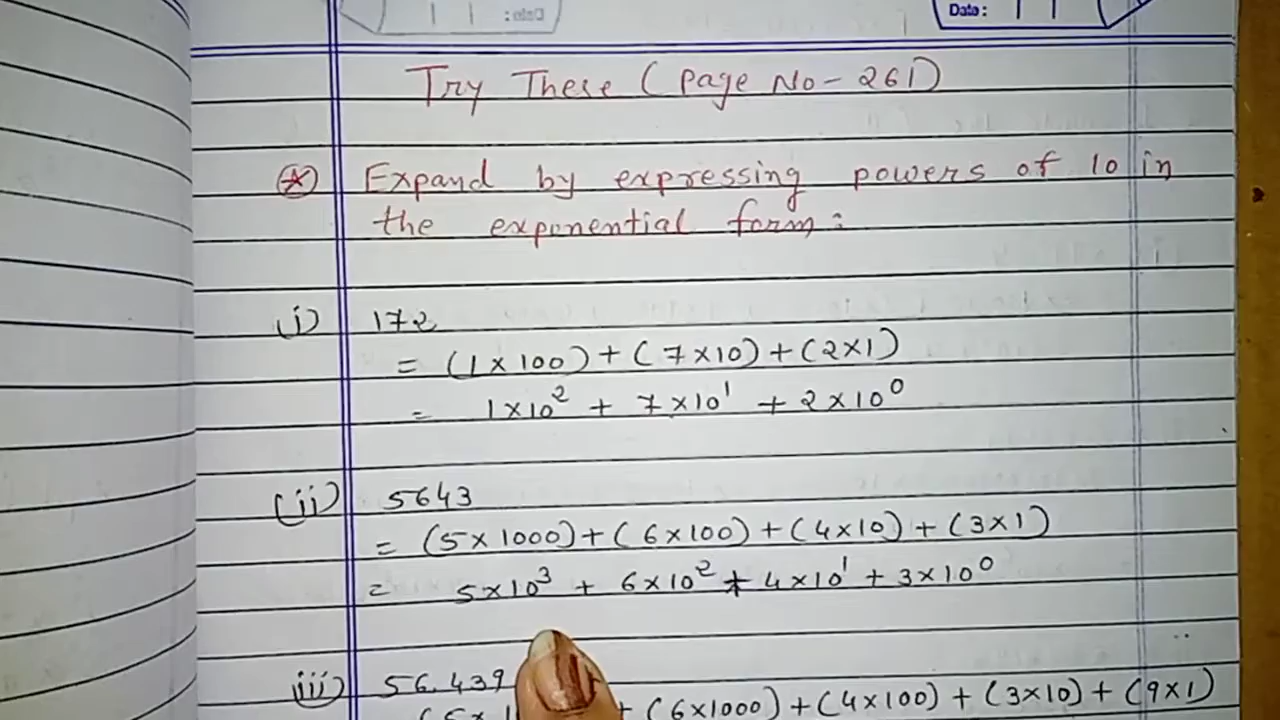 Date:
Try These (Page No-261)
Expand by expressing powers of 10 in
the exponential form:
(i) 172
= (1×100)+(7×10)+(2×1)
= 1×10² + 7×10¹ + 2×10⁰
(ii) 5643
= (5×1000)+(6×100)+(4×10)+(3×1)
= 5×10³ + 6×10² + 4×10¹ + 3×10⁰
(iii) 56,439
(5× + (6×1000)+(4×100)+(3×10)+(9×1)